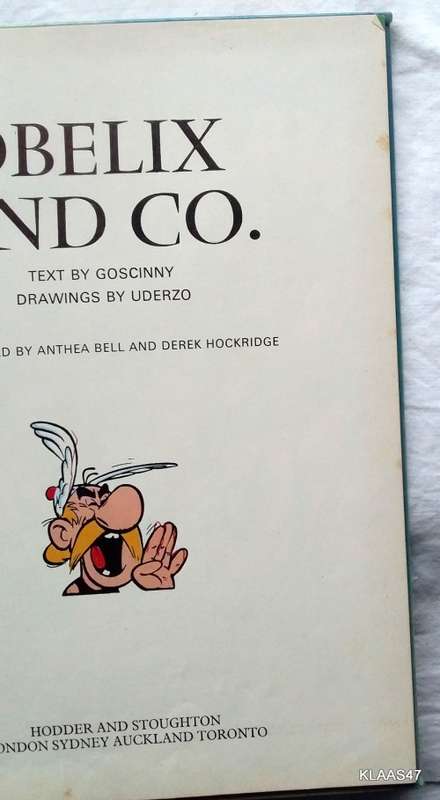 OBELIX
AND CO.
TEXT BY GOSCINNY
DRAWINGS BY UDERZO
D BY ANTHEA BELL AND DEREK HOCKRIDGE
HODDER AND STOUGHTON
ONDON SYDNEY AUCKLAND TORONTO
KLAAS47